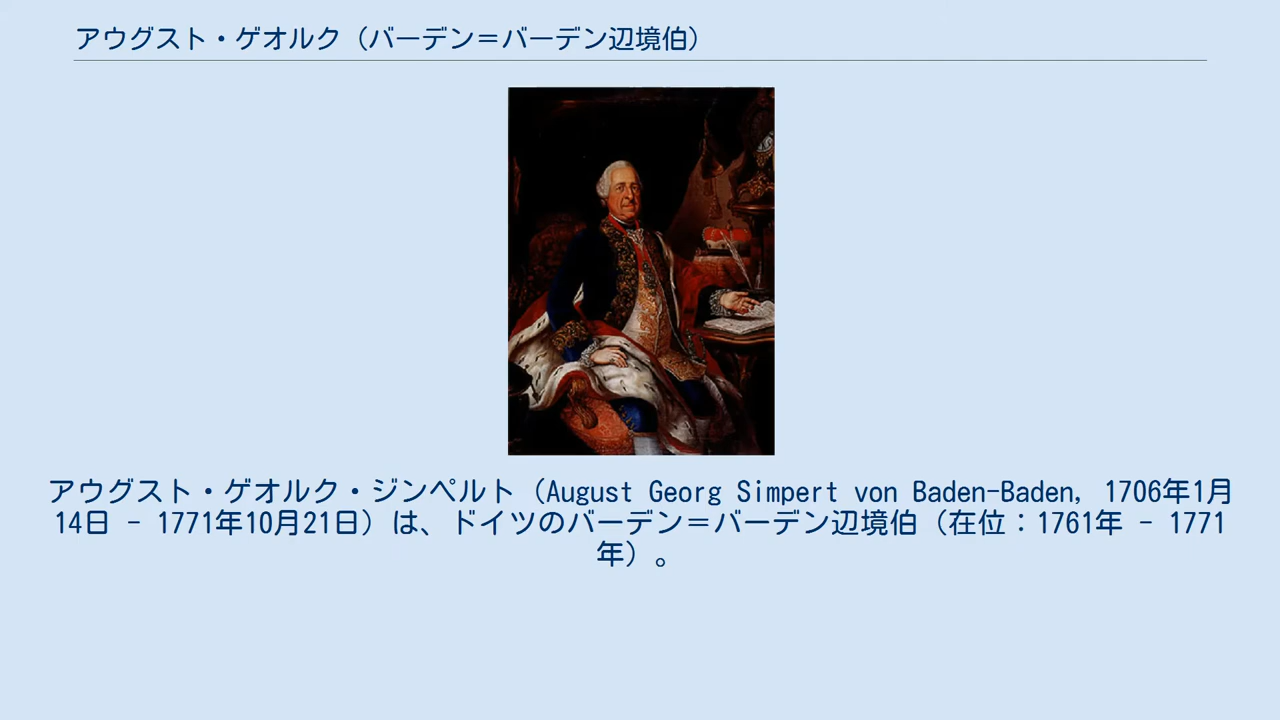 アウグスト・ゲオルク（バーデン＝バーデン辺境伯）
アウグスト・ゲオルク・ジンペルト（August Georg Simpert von Baden-Baden, 1706年1月
14日 - 1771年10月21日）は、ドイツのバーデン＝バーデン辺境伯（在位：1761年 - 1771
年）。